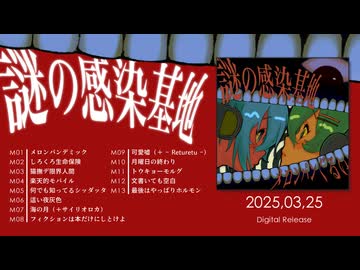 謎の感染基地
M01 メロンパンデミック
M02 しろくろ生命保険
M03 猫撫デ限界人間
M04 楽天的モバイル
M05 何でも知ってるシッダッタ
M06 這い夜灰色
M07 海の月（＋サイリオロカ）
M08 フィクションは本だけにしとけよ
M09 可愛嘘（＋－Returetu－）
M10 月曜日の終わり
M11 トウキョーモルグ
M12 文書いても空白
M13 最後はやっぱりホルモン
謎の感染基地
2025,03,25
Digital Release